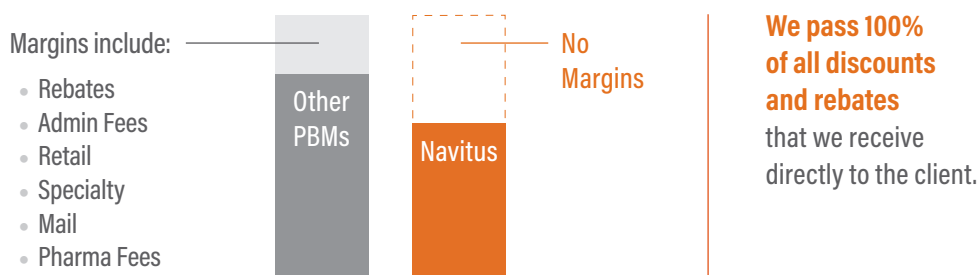 Margins include:
• Rebates
• Admin Fees
• Retail
• Specialty
• Mail
• Pharma Fees
Other
PBMs
Navitus
No
Margins
We pass 100%
of all discounts
and rebates
that we receive
directly to the client.